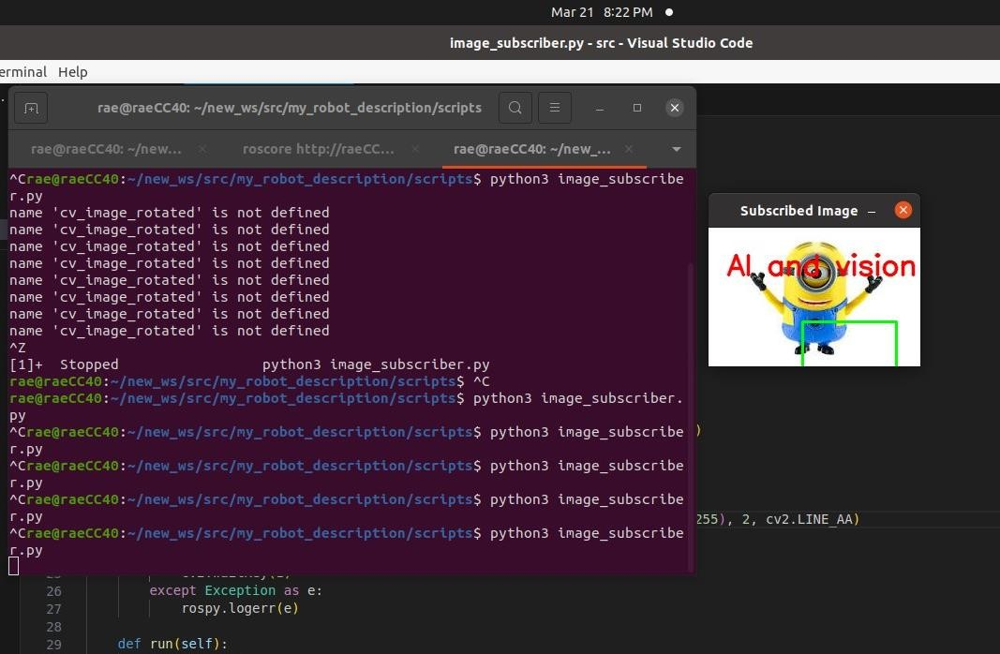 Mar 21 8:22 PM
image_subscriber.py - src - Visual Studio Code
erminal Help
rae@raeCC40: ~/new_ws/src/my_robot_description/scripts
rae@raeCC40: ~/new... roscore http://raeCC... rae@raeCC40: ~/new_...
^Crae@raeCC40:~/new_ws/src/my_robot_description/scripts$ python3 image_subscribe
r.py
name 'cv_image_rotated' is not defined
name 'cv_image_rotated' is not defined
name 'cv_image_rotated' is not defined
name 'cv_image_rotated' is not defined
name 'cv_image_rotated' is not defined
name 'cv_image_rotated' is not defined
name 'cv_image_rotated' is not defined
name 'cv_image_rotated' is not defined
^Z
[1]+  Stopped                 python3 image_subscriber.py
rae@raeCC40:~/new_ws/src/my_robot_description/scripts$ ^C
rae@raeCC40:~/new_ws/src/my_robot_description/scripts$ python3 image_subscriber.
py
^Crae@raeCC40:~/new_ws/src/my_robot_description/scripts$ python3 image_subscribe
r.py
^Crae@raeCC40:~/new_ws/src/my_robot_description/scripts$ python3 image_subscribe
r.py
^Crae@raeCC40:~/new_ws/src/my_robot_description/scripts$ python3 image_subscribe
r.py
^Crae@raeCC40:~/new_ws/src/my_robot_description/scripts$ python3 image_subscribe
r.py
Subscribed Image
AI and vision
)
255), 2, cv2.LINE_AA)
26 except Exception as e:
27 rospy.logerr(e)
28
29 def run(self):